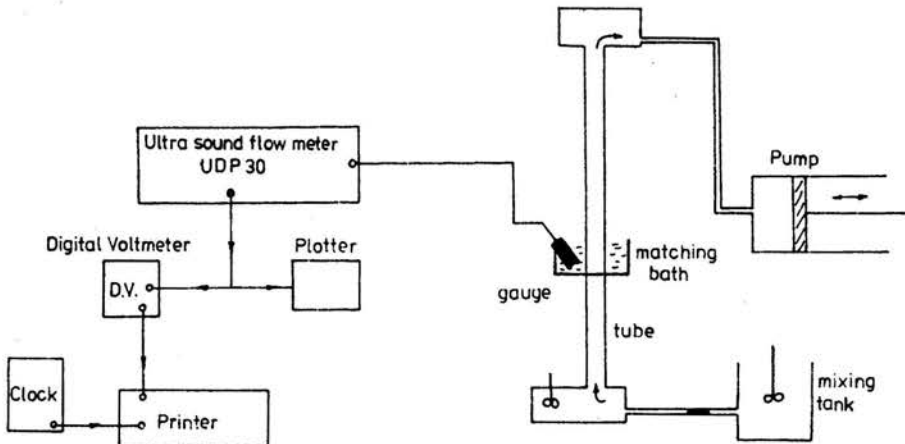 Ultra sound flow meter
UDP 30
Pump
Digital Voltmeter
Plotter
D.V.
matching
bath
gauge
tube
Clock
Printer
mixing
tank